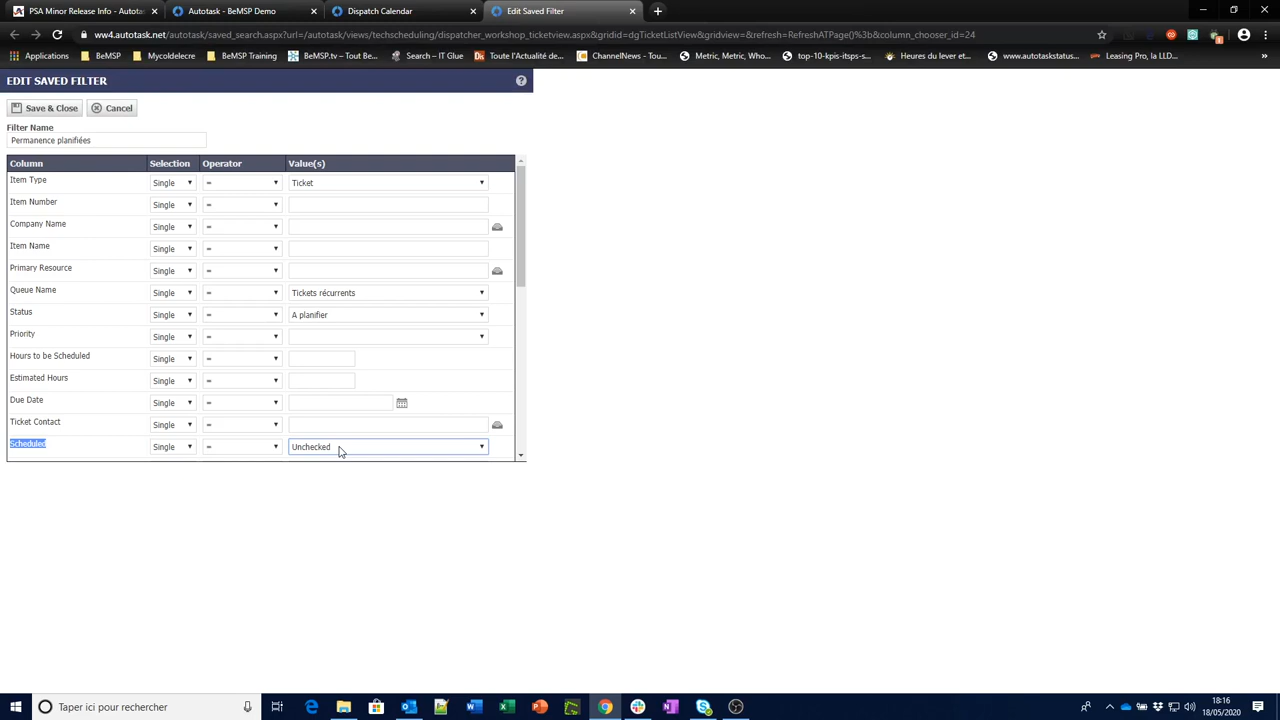 PSA Minor Release Info - Autotas
Autotask - BeMSP Demo
Dispatch Calendar
Edit Saved Filter
ww4.autotask.net/autotask/saved_search.aspx?url=/autotask/views/techscheduling/dispatcher_workshop_ticketview.aspx&gridid=dgTicketListView&gridview=&refresh=RefreshATPage()%3b&column_chooser_id=24
Applications
BeMSP
Mycoldelecre
BeMSP Training
BeMSP.tv – Tout Be...
Search — IT Glue
Toute l'Actualité de...
ChannelNews - Tou...
Metric, Metric, Who...
top-10-kpis-itsps-s...
Heures du lever et...
www.autotaskstatus...
Leasing Pro, la LLD...
EDIT SAVED FILTER
Save & Close
Cancel
Filter Name
Permanence planifiées
Column Selection Operator Value(s)
Item Type Single = Ticket
Item Number Single =
Company Name Single =
Item Name Single =
Primary Resource Single =
Queue Name Single = Tickets récurrents
Status Single = A planifier
Priority Single =
Hours to be Scheduled Single =
Estimated Hours Single =
Due Date Single =
Ticket Contact Single =
Scheduled Single = Unchecked
Taper ici pour rechercher
18:16
18/05/2020